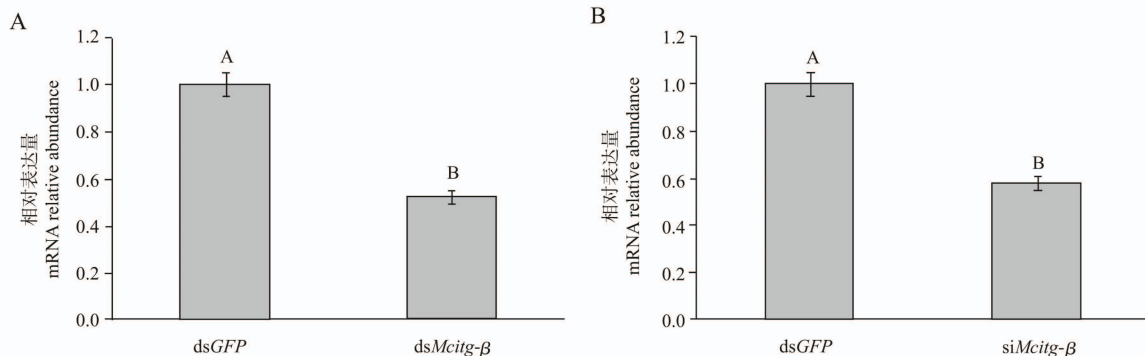 A
1.2
1.0
0.8
0.6
0.4
0.2
0.0
相对表达量
mRNA relative abundance
A
B
dsGFP
dsMcitg-β
B
1.2
1.0
0.8
0.6
0.4
0.2
0.0
相对表达量
mRNA relative abundance
A
B
dsGFP
siMcitg-β